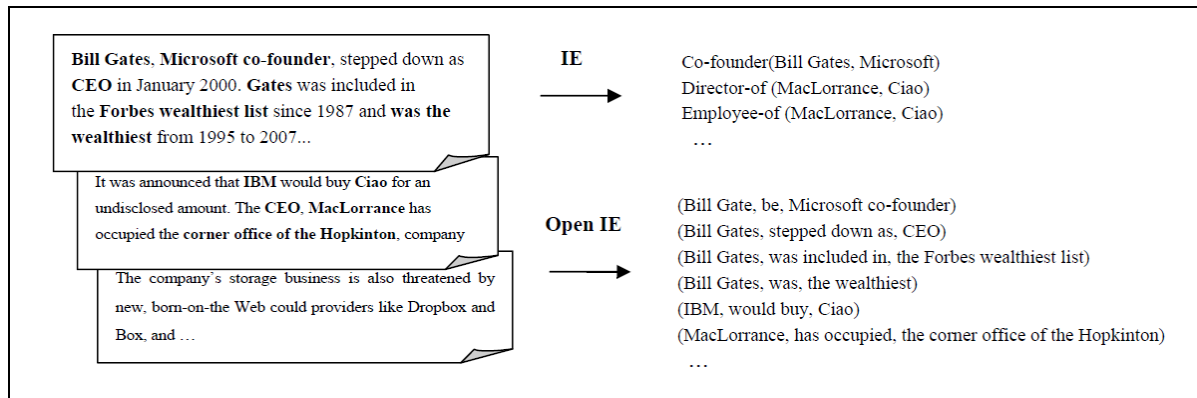 Bill Gates, Microsoft co-founder, stepped down as
CEO in January 2000. Gates was included in
the Forbes wealthiest list since 1987 and was the
wealthiest from 1995 to 2007...
It was announced that IBM would buy Ciao for an
undisclosed amount. The CEO, MacLorrance has
occupied the corner office of the Hopkinton, company
The company's storage business is also threatened by
new, born-on-the Web could providers like Dropbox and
Box, and …
IE
Co-founder(Bill Gates, Microsoft)
Director-of (MacLorrance, Ciao)
Employee-of (MacLorrance, Ciao)
…
Open IE
(Bill Gate, be, Microsoft co-founder)
(Bill Gates, stepped down as, CEO)
(Bill Gates, was included in, the Forbes wealthiest list)
(Bill Gates, was, the wealthiest)
(IBM, would buy, Ciao)
(MacLorrance, has occupied, the corner office of the Hopkinton)
…